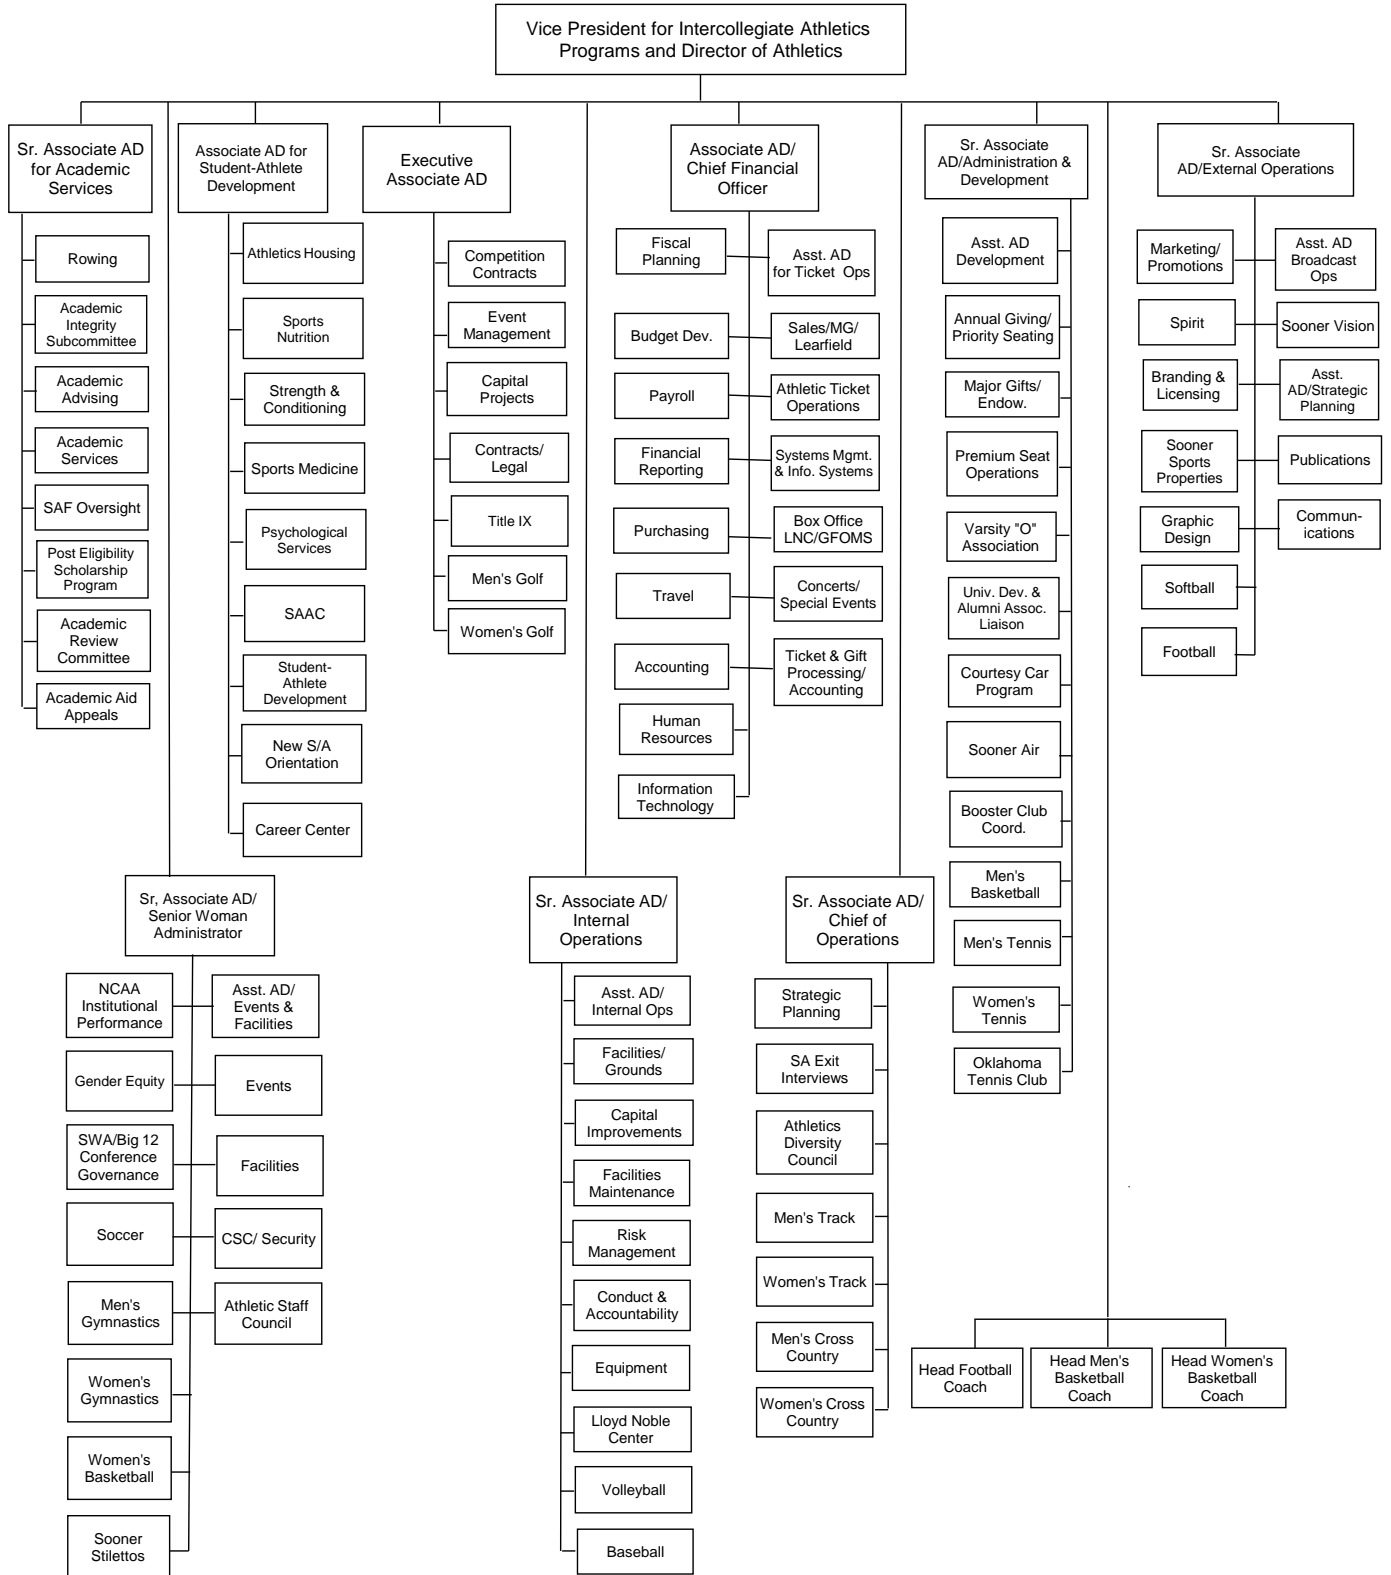 Vice President for Intercollegiate Athletics
Programs and Director of Athletics
Sr. Associate AD
for Academic
Services
Rowing
Academic
Integrity
Subcommittee
Academic
Advising
Academic
Services
SAF Oversight
Post Eligibility
Scholarship
Program
Academic
Review
Committee
Academic Aid
Appeals
Associate AD for
Student-Athlete
Development
Athletics Housing
Sports
Nutrition
Strength &
Conditioning
Sports Medicine
Psychological
Services
SAAC
Student-
Athlete
Development
New S/A
Orientation
Career Center
Executive
Associate AD
Competition
Contracts
Event
Management
Capital
Projects
Contracts/
Legal
Title IX
Men's Golf
Women's Golf
Associate AD/
Chief Financial
Officer
Fiscal
Planning
Asst. AD
for Ticket Ops
Budget Dev.
Sales/MG/
Learfield
Payroll
Athletic Ticket
Operations
Financial
Reporting
Systems Mgmt.
& Info. Systems
Purchasing
Box Office
LNC/GFOMS
Travel
Concerts/
Special Events
Accounting
Ticket & Gift
Processing/
Accounting
Human
Resources
Information
Technology
Sr. Associate
AD/Administration &
Development
Asst. AD
Development
Annual Giving/
Priority Seating
Major Gifts/
Endow.
Premium Seat
Operations
Varsity "O"
Association
Univ. Dev. &
Alumni Assoc.
Liaison
Courtesy Car
Program
Sooner Air
Booster Club
Coord.
Men's
Basketball
Men's Tennis
Women's
Tennis
Oklahoma
Tennis Club
Sr. Associate
AD/External Operations
Marketing/
Promotions
Asst. AD
Broadcast
Ops
Spirit
Sooner Vision
Branding &
Licensing
Asst.
AD/Strategic
Planning
Sooner
Sports
Properties
Publications
Graphic
Design
Commun-
ications
Softball
Football
Sr, Associate AD/
Senior Woman
Administrator
NCAA
Institutional
Performance
Asst. AD/
Events &
Facilities
Gender Equity
Events
SWA/Big 12
Conference
Governance
Facilities
Soccer
CSC/ Security
Men's
Gymnastics
Athletic Staff
Council
Women's
Gymnastics
Women's
Basketball
Sooner
Stilettos
Sr. Associate AD/
Internal
Operations
Asst. AD/
Internal Ops
Facilities/
Grounds
Capital
Improvements
Facilities
Maintenance
Risk
Management
Conduct &
Accountability
Equipment
Lloyd Noble
Center
Volleyball
Baseball
Sr. Associate AD/
Chief of
Operations
Strategic
Planning
SA Exit
Interviews
Athletics
Diversity
Council
Men's Track
Women's Track
Men's Cross
Country
Women's Cross
Country
Head Football
Coach
Head Men's
Basketball
Coach
Head Women's
Basketball
Coach